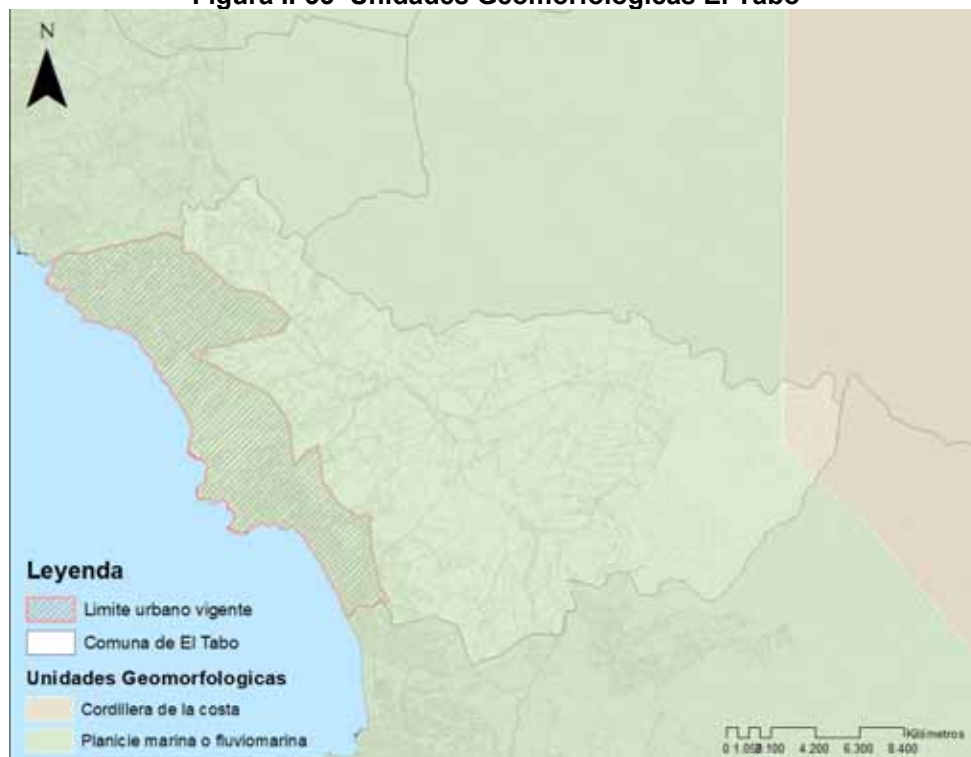 Figura II-35 Unidades Geomorfológicas El Tabo
N
Leyenda
Limite urbano vigente
Comuna de El Tabo
Unidades Geomorfologicas
Cordillera de la costa
Planicie marina o fluviomarina
Kilómetros
4.200 6.300 8.400